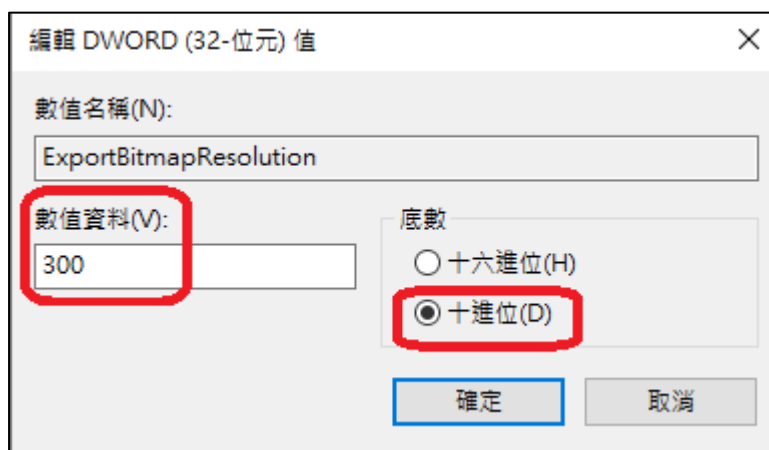 編輯 DWORD (32-位元) 值
數值名稱(N):
ExportBitmapResolution
數值資料(V):
300
底數
十六進位(H)
十進位(D)
確定
取消